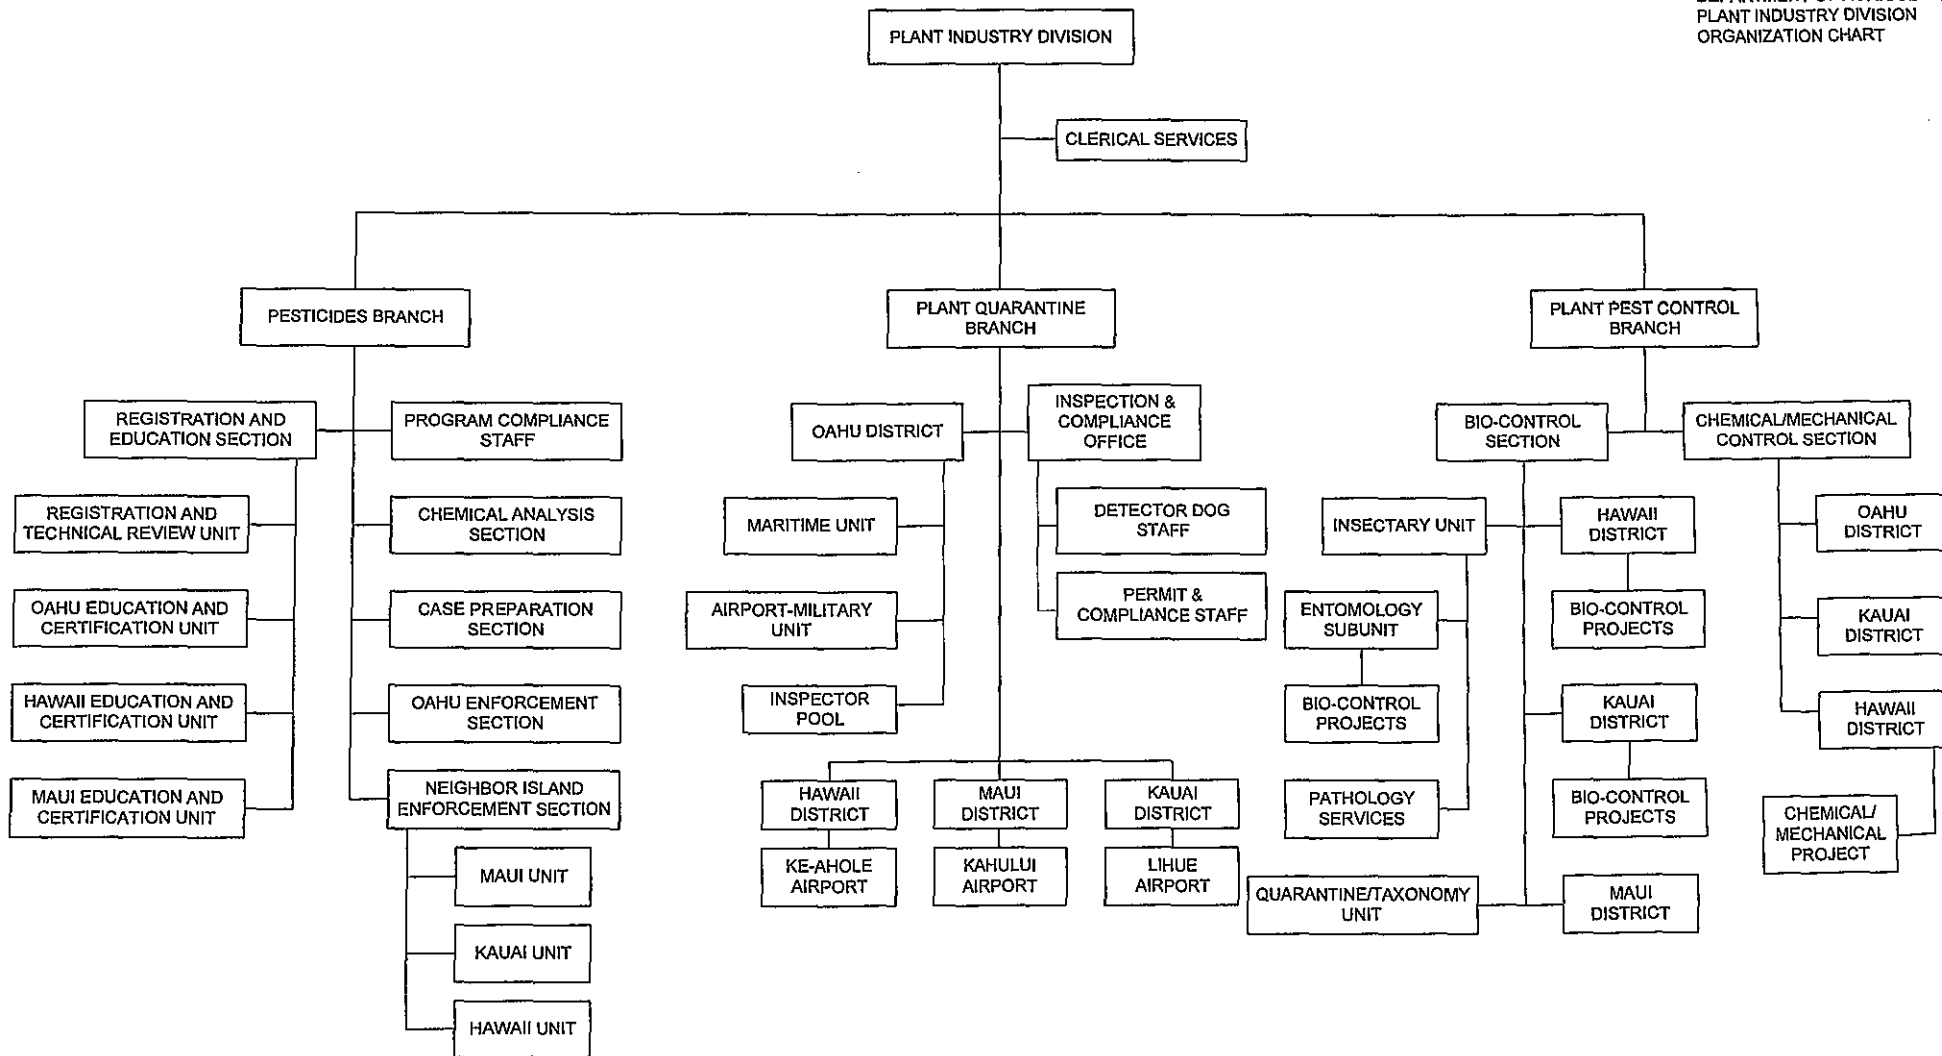 PLANT INDUSTRY DIVISION
ORGANIZATION CHART
PLANT INDUSTRY DIVISION
CLERICAL SERVICES
PESTICIDES BRANCH
PLANT QUARANTINE
BRANCH
PLANT PEST CONTROL
BRANCH
REGISTRATION AND
EDUCATION SECTION
PROGRAM COMPLIANCE
STAFF
REGISTRATION AND
TECHNICAL REVIEW UNIT
CHEMICAL ANALYSIS
SECTION
OAHU EDUCATION AND
CERTIFICATION UNIT
CASE PREPARATION
SECTION
HAWAII EDUCATION AND
CERTIFICATION UNIT
OAHU ENFORCEMENT
SECTION
MAUI EDUCATION AND
CERTIFICATION UNIT
NEIGHBOR ISLAND
ENFORCEMENT SECTION
MAUI UNIT
KAUAI UNIT
HAWAII UNIT
OAHU DISTRICT
INSPECTION &
COMPLIANCE
OFFICE
MARITIME UNIT
DETECTOR DOG
STAFF
AIRPORT-MILITARY
UNIT
PERMIT &
COMPLIANCE STAFF
INSPECTOR
POOL
HAWAII
DISTRICT
MAUI
DISTRICT
KAUAI
DISTRICT
KE-AHOLE
AIRPORT
KAHULUI
AIRPORT
LIHUE
AIRPORT
BIO-CONTROL
SECTION
CHEMICAL/MECHANICAL
CONTROL SECTION
INSECTARY UNIT
HAWAII
DISTRICT
OAHU
DISTRICT
ENTOMOLOGY
SUBUNIT
BIO-CONTROL
PROJECTS
KAUAI
DISTRICT
BIO-CONTROL
PROJECTS
KAUAI
DISTRICT
HAWAII
DISTRICT
PATHOLOGY
SERVICES
BIO-CONTROL
PROJECTS
CHEMICAL/
MECHANICAL
PROJECT
QUARANTINE/TAXONOMY
UNIT
MAUI
DISTRICT